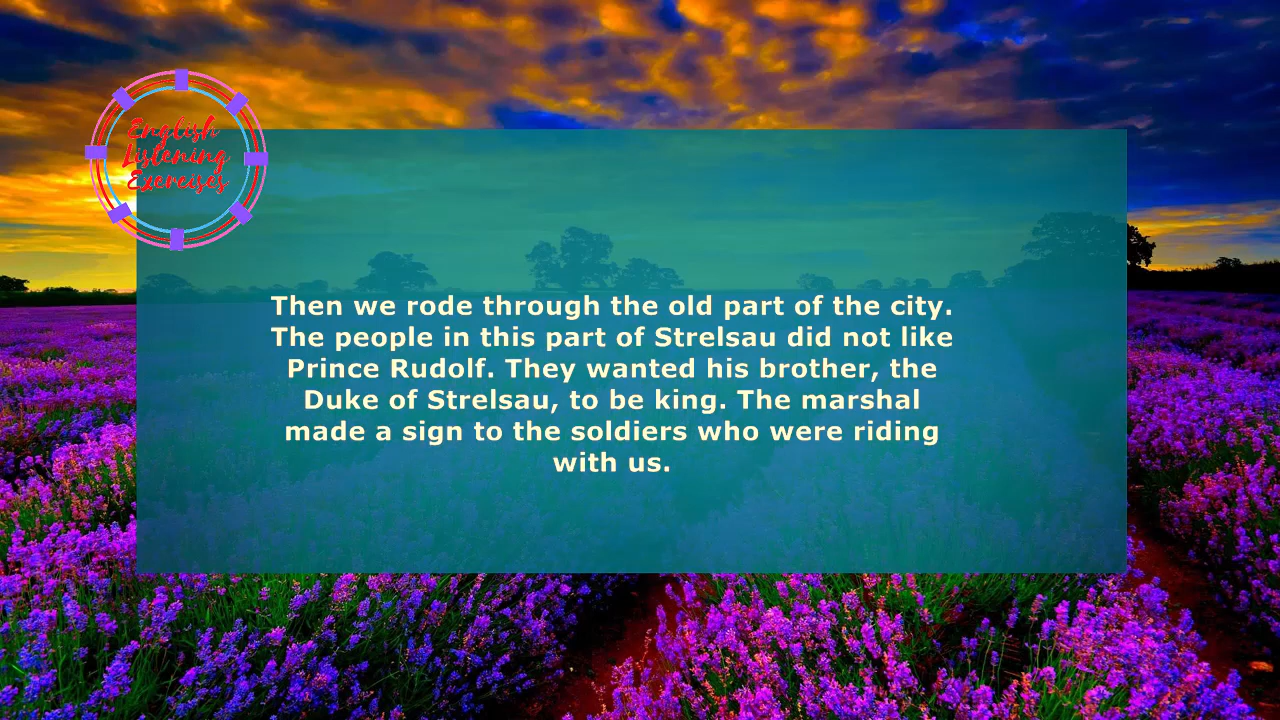 English
Listening
Exercises
Then we rode through the old part of the city.
The people in this part of Strelsau did not like
Prince Rudolf. They wanted his brother, the
Duke of Strelsau, to be king. The marshal
made a sign to the soldiers who were riding
with us.